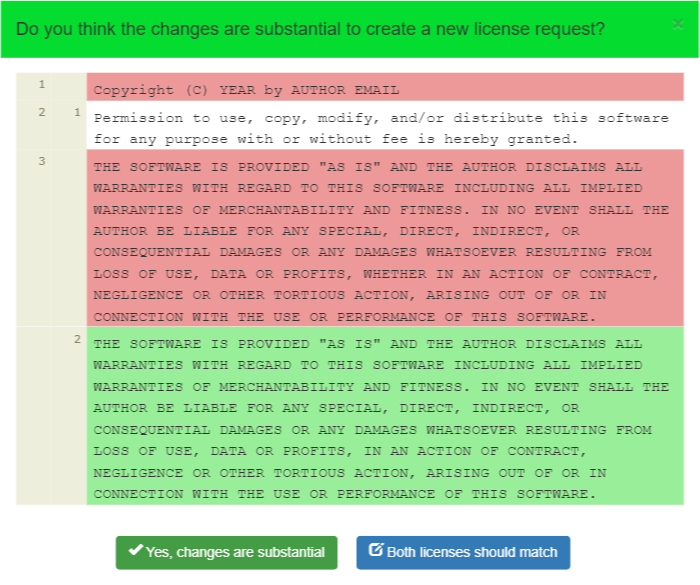 Do you think the changes are substantial to create a new license request? ×
1 Copyright (C) YEAR by AUTHOR EMAIL
2 1 Permission to use, copy, modify, and/or distribute this software
for any purpose with or without fee is hereby granted.
3 THE SOFTWARE IS PROVIDED "AS IS" AND THE AUTHOR DISCLAIMS ALL
WARRANTIES WITH REGARD TO THIS SOFTWARE INCLUDING ALL IMPLIED
WARRANTIES OF MERCHANTABILITY AND FITNESS. IN NO EVENT SHALL THE
AUTHOR BE LIABLE FOR ANY SPECIAL, DIRECT, INDIRECT, OR
CONSEQUENTIAL DAMAGES OR ANY DAMAGES WHATSOEVER RESULTING FROM
LOSS OF USE, DATA OR PROFITS, WHETHER IN AN ACTION OF CONTRACT,
NEGLIGENCE OR OTHER TORTIOUS ACTION, ARISING OUT OF OR IN
CONNECTION WITH THE USE OR PERFORMANCE OF THIS SOFTWARE.
2 THE SOFTWARE IS PROVIDED "AS IS" AND THE AUTHOR DISCLAIMS ALL
WARRANTIES WITH REGARD TO THIS SOFTWARE INCLUDING ALL IMPLIED
WARRANTIES OF MERCHANTABILITY AND FITNESS. IN NO EVENT SHALL THE
AUTHOR BE LIABLE FOR ANY SPECIAL, DIRECT, INDIRECT, OR
CONSEQUENTIAL DAMAGES OR ANY DAMAGES WHATSOEVER RESULTING FROM
LOSS OF USE, DATA OR PROFITS, IN AN ACTION OF CONTRACT,
NEGLIGENCE OR OTHER TORTIOUS ACTION, ARISING OUT OF OR IN
CONNECTION WITH THE USE OR PERFORMANCE OF THIS SOFTWARE.
Yes, changes are substantial
Both licenses should match